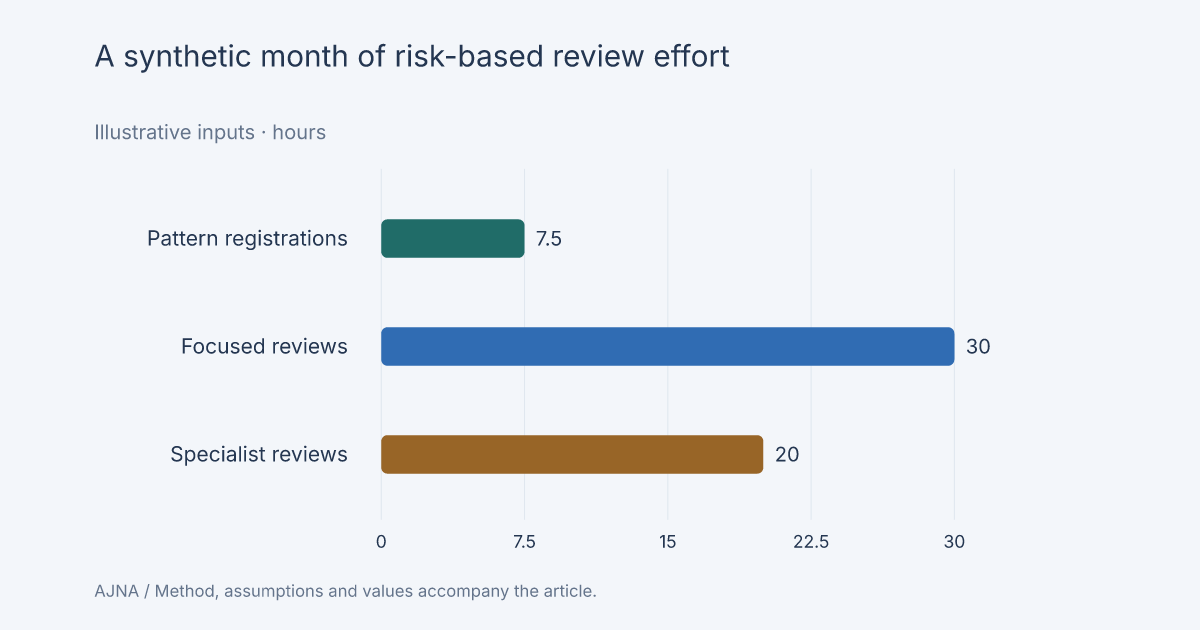 A synthetic month of risk-based review effort
Illustrative inputs · hours
Pattern registrations 7.5
Focused reviews 30
Specialist reviews 20
0 7.5 15 22.5 30
AJNA / Method, assumptions and values accompany the article.